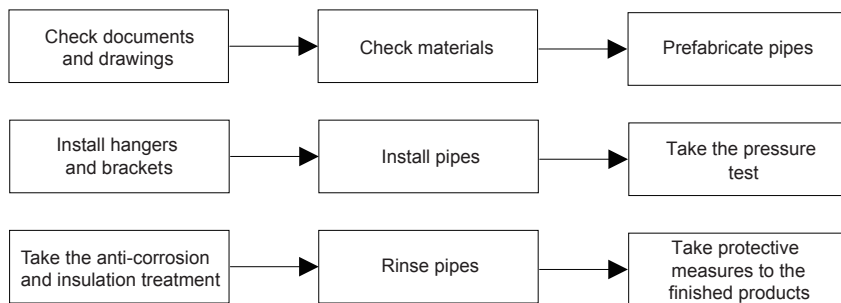 Check documents
and drawings
Check materials
Prefabricate pipes
Install hangers
and brackets
Install pipes
Take the pressure
test
Take the anti-corrosion
and insulation treatment
Rinse pipes
Take protective
measures to the
finished products